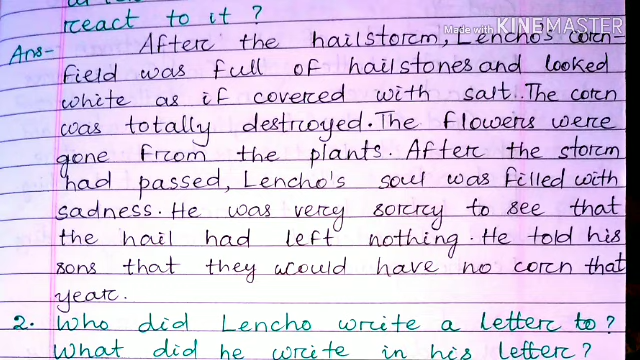 react to it ?
Made with KINEMASTER
Ans- After the hailstorm, Lencho's corn-
field was full of hailstones and looked
white as if covered with salt. The corn
was totally destroyed. The flowers were
gone from the plants. After the storm
had passed, Lencho's soul was filled with
sadness. He was very sorry to see that
the hail had left nothing. He told his
sons that they would have no corn that
year.
2. Who did Lencho write a letter to?
What did he write in his letter?